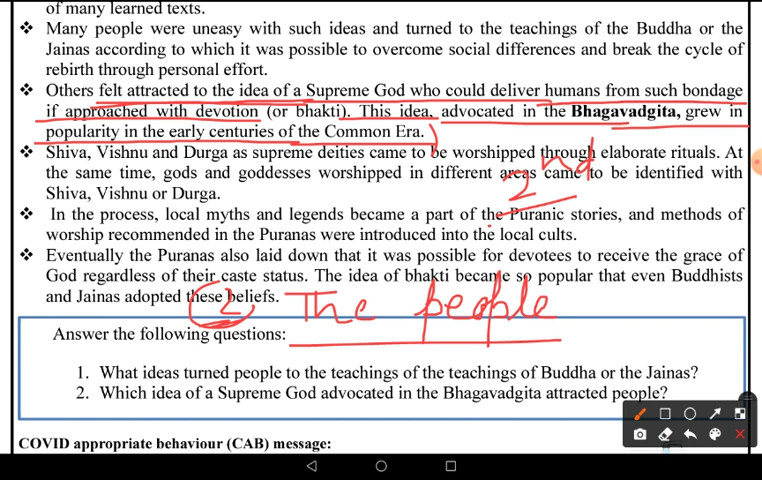 of many learned texts.
❖ Many people were uneasy with such ideas and turned to the teachings of the Buddha or the
Jainas according to which it was possible to overcome social differences and break the cycle of
rebirth through personal effort.
❖ Others felt attracted to the idea of a Supreme God who could deliver humans from such bondage
if approached with devotion (or bhakti). This idea, advocated in the Bhagavadgita, grew in
popularity in the early centuries of the Common Era.
❖ Shiva, Vishnu and Durga as supreme deities came to be worshipped through elaborate rituals. At
the same time, gods and goddesses worshipped in different areas came to be identified with
Shiva, Vishnu or Durga.
2nd
❖ In the process, local myths and legends became a part of the Puranic stories, and methods of
worship recommended in the Puranas were introduced into the local cults.
❖ Eventually the Puranas also laid down that it was possible for devotees to receive the grace of
God regardless of their caste status. The idea of bhakti became so popular that even Buddhists
and Jainas adopted these beliefs.
2, The people
Answer the following questions:
1. What ideas turned people to the teachings of the teachings of Buddha or the Jainas?
2. Which idea of a Supreme God advocated in the Bhagavadgita attracted people?
COVID appropriate behaviour (CAB) message: